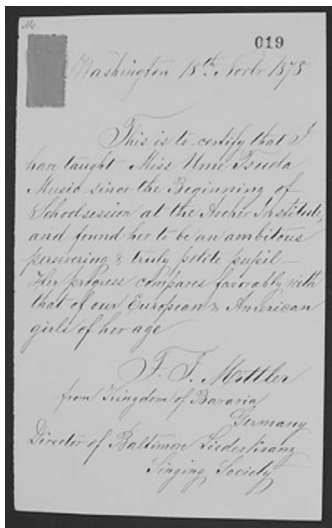 019
Washington 18th Novbr 1878
This is to certify that I
have taught Miss Ume Tsuda
Music since the Beginning of
Schoolsession at the Archer Institute,
and found her to be an ambitous
persevering & truly polite pupil—
Her progress compares favorably with
that of our European & American
girls of her age
F. J. Mottler
from Kingdom of Bavaria
Germany
Director of Baltimore Liederkranz
Singing Society